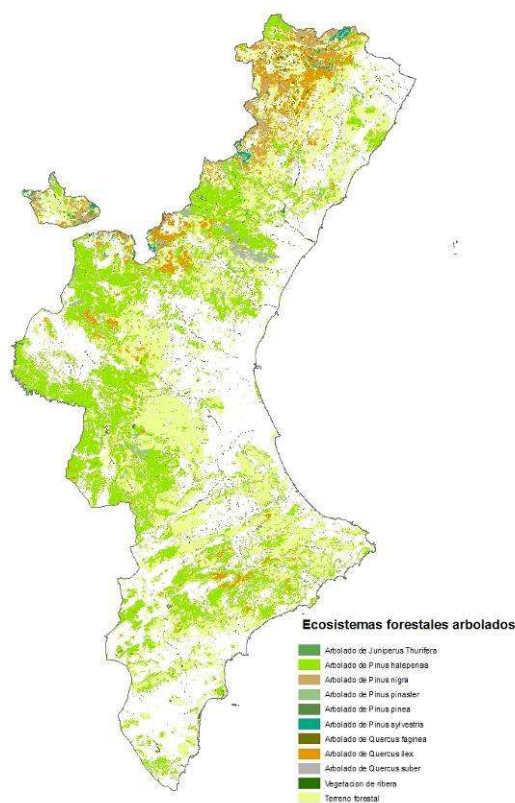 Ecosistemas forestales arbolados
Arbolado de Juniperus Thurifera
Arbolado de Pinus halepensis
Arbolado de Pinus nigra
Arbolado de Pinus pinaster
Arbolado de Pinus pinea
Arbolado de Pinus sylvestris
Arbolado de Quercus faginea
Arbolado de Quercus ilex
Arbolado de Quercus suber
Vegetacion de ribera
Terreno forestal